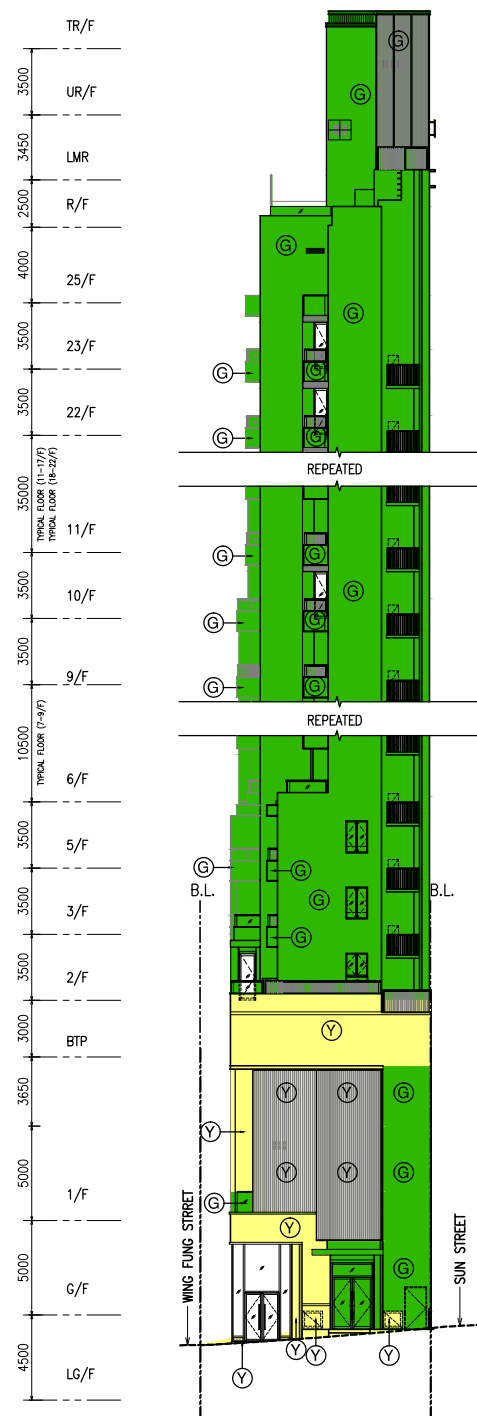 TR/F
G
3500
G
UR/F
3450
LMR
2500
R/F
G
4000
25/F
G
3500
23/F
G
G
3500
22/F
G
G
REPEATED
35000
TYPICAL FLOOR (11-17/F)
TYPICAL FLOOR (18-22/F)
11/F
G
G
3500
10/F
G
G
G
3500
9/F
G
G
REPEATED
10500
TYPICAL FLOOR (7-9/F)
6/F
3500
5/F
G
G
B.L.
B.L.
G
3500
3/F
G
3500
2/F
3000
BTP
Y
3650
Y
Y
G
Y
5000
Y
Y
G
1/F
G
Y
5000
WING FUNG STRRET
SUN STREET
G
G/F
4500
Y
Y
Y
Y
LG/F